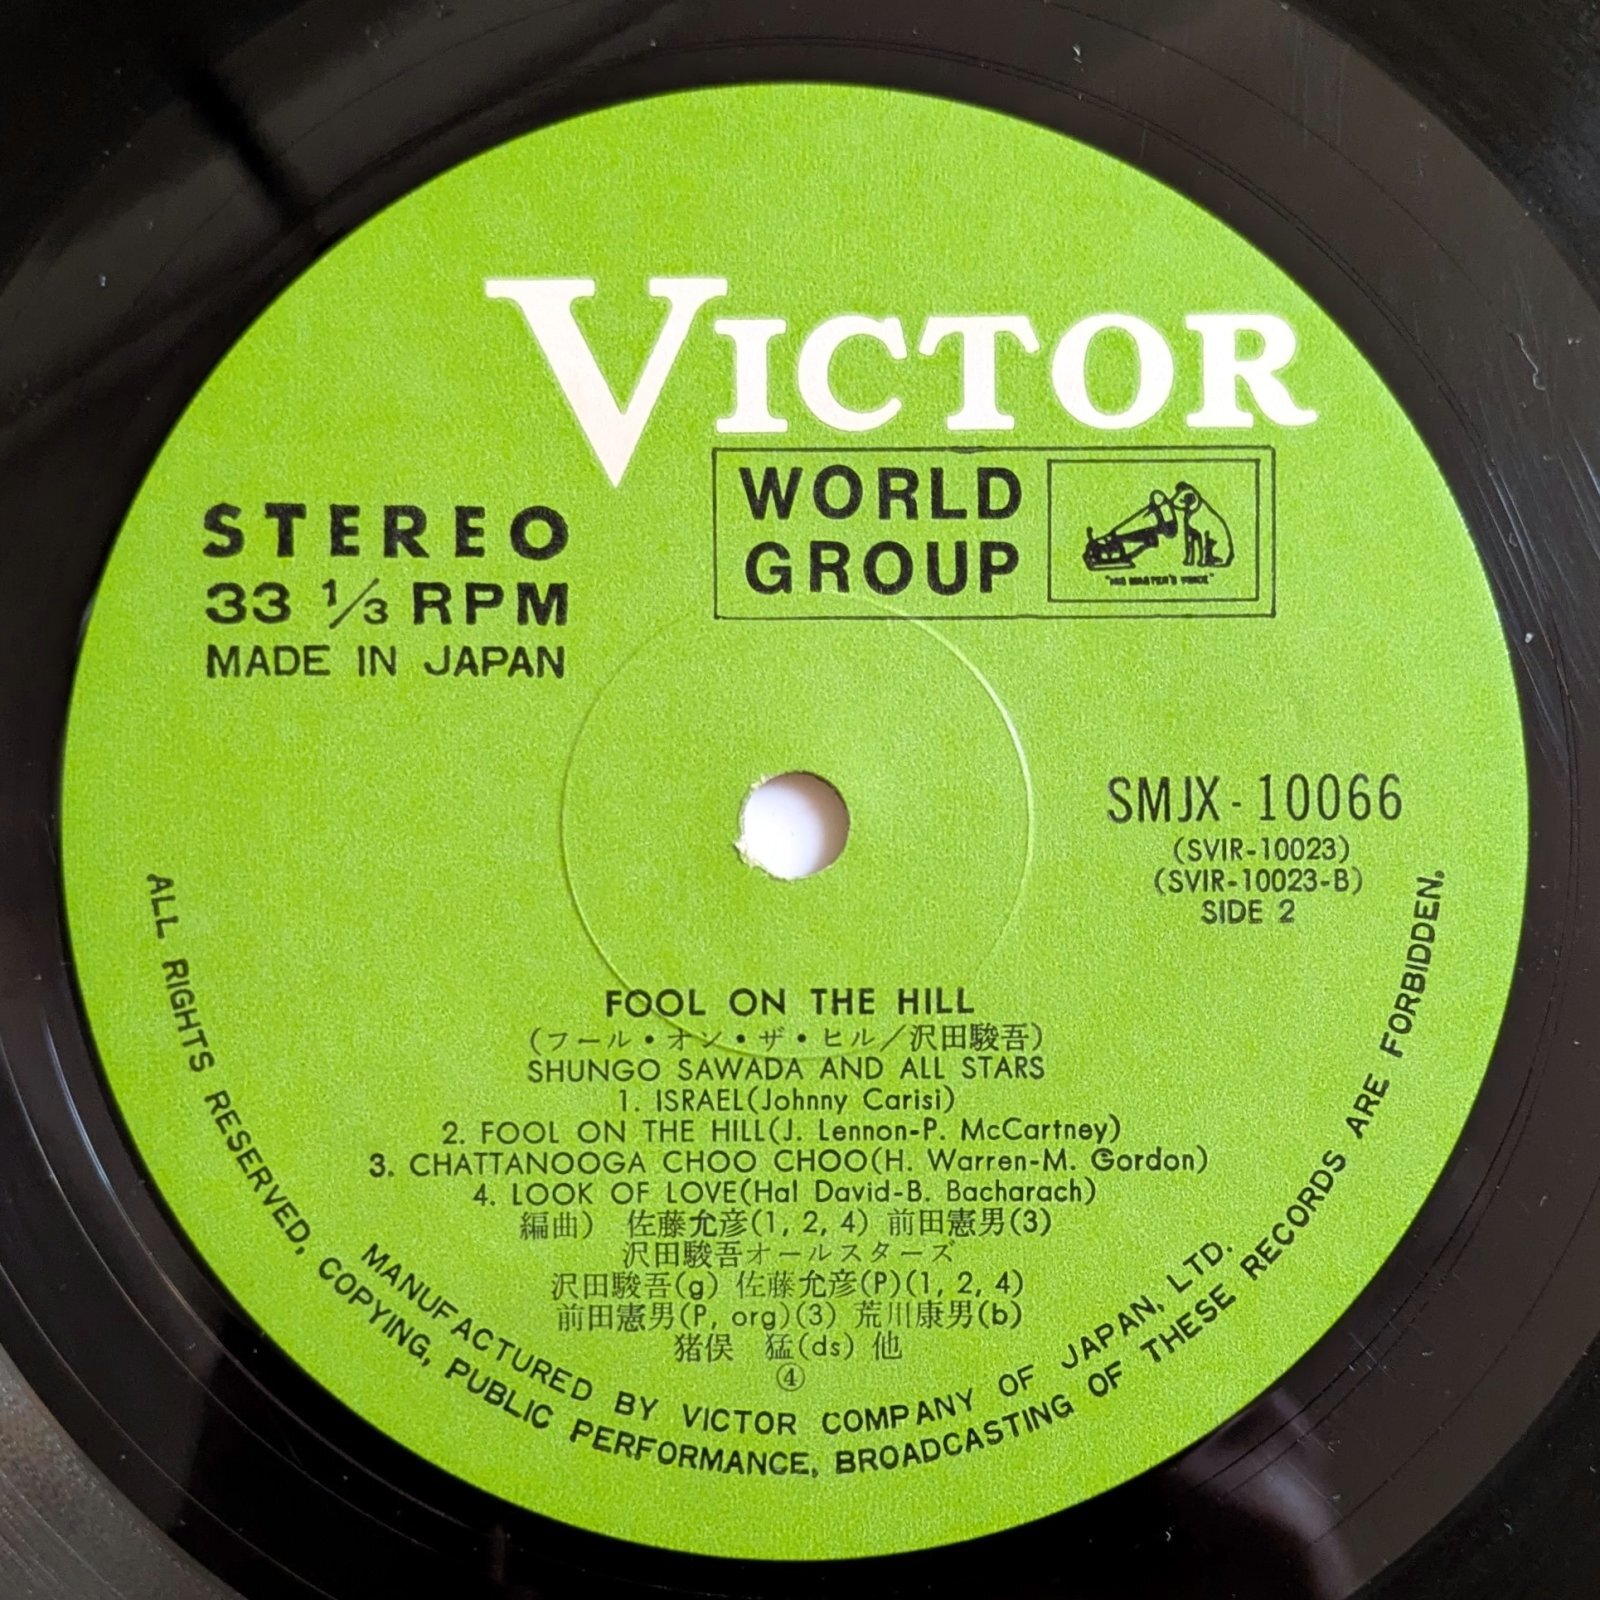 VICTOR
WORLD
GROUP
"HIS MASTER'S VOICE"
STEREO
33 1/3 RPM
MADE IN JAPAN
SMJX-10066
(SVIR-10023)
(SVIR-10023-B)
SIDE 2
FOOL ON THE HILL
(フール・オン・ザ・ヒル/沢田駿吾)
SHUNGO SAWADA AND ALL STARS
1. ISRAEL(Johnny Carisi)
2. FOOL ON THE HILL(J. Lennon-P. McCartney)
3. CHATTANOOGA CHOO CHOO(H. Warren-M. Gordon)
4. LOOK OF LOVE(Hal David-B. Bacharach)
編曲) 佐藤允彦(1, 2, 4) 前田憲男(3)
沢田駿吾オールスターズ
沢田駿吾(g) 佐藤允彦(P)(1, 2, 4)
前田憲男(P, org)(3) 荒川康男(b)
猪俣 猛(ds) 他
④
MANUFACTURED BY VICTOR COMPANY OF JAPAN, LTD.
ALL RIGHTS RESERVED, COPYING, PUBLIC PERFORMANCE, BROADCASTING OF THESE RECORDS ARE FORBIDDEN.